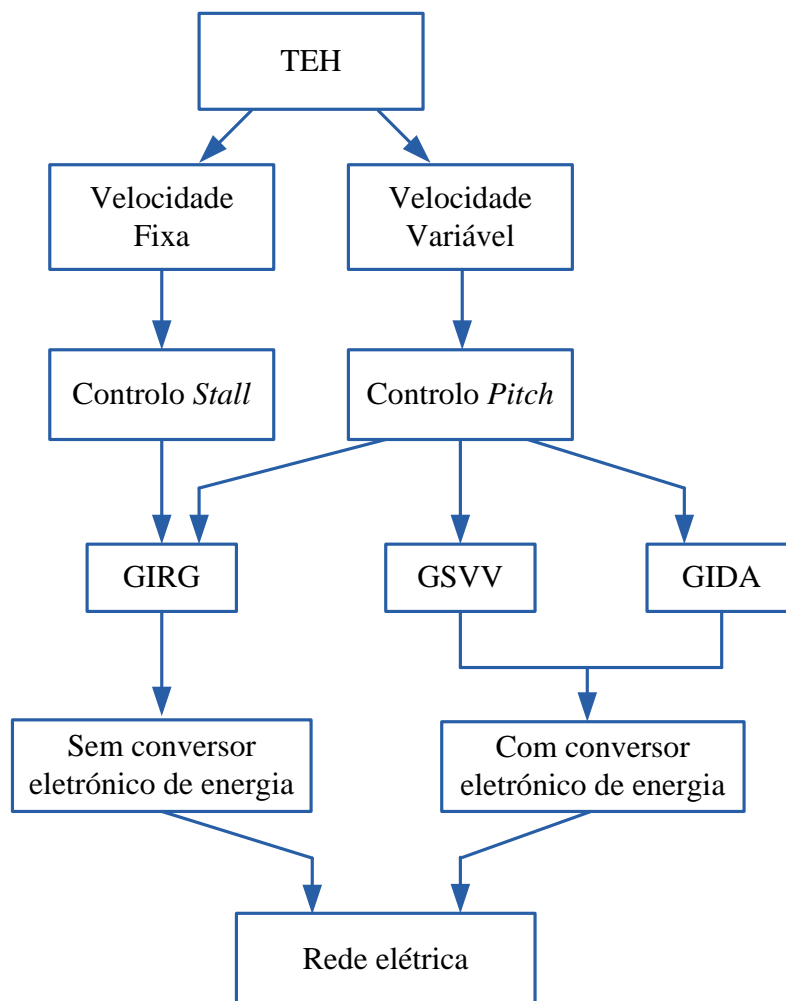 TEH
Velocidade
Fixa
Velocidade
Variável
Controlo Stall
Controlo Pitch
GIRG
GSVV
GIDA
Sem conversor
eletrónico de energia
Com conversor
eletrónico de energia
Rede elétrica